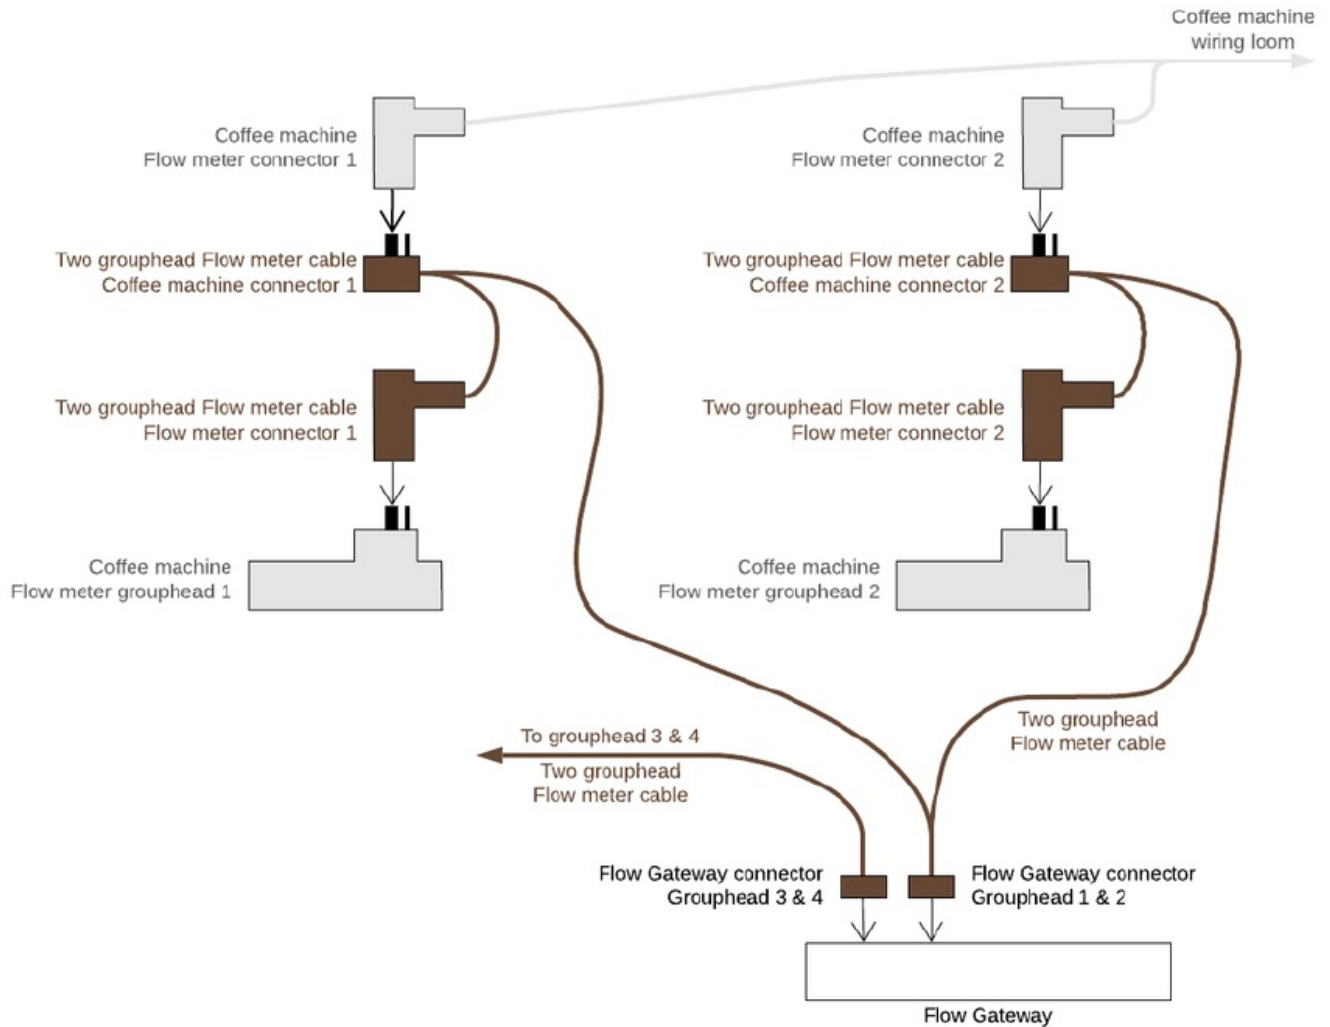 Coffee machine
wiring loom
Coffee machine
Flow meter connector 1
Coffee machine
Flow meter connector 2
Two grouphead Flow meter cable
Coffee machine connector 1
Two grouphead Flow meter cable
Coffee machine connector 2
Two grouphead Flow meter cable
Flow meter connector 1
Two grouphead Flow meter cable
Flow meter connector 2
Coffee machine
Flow meter grouphead 1
Coffee machine
Flow meter grouphead 2
Two grouphead
Flow meter cable
To grouphead 3 & 4
Two grouphead
Flow meter cable
Flow Gateway connector
Grouphead 3 & 4
Flow Gateway connector
Grouphead 1 & 2
Flow Gateway